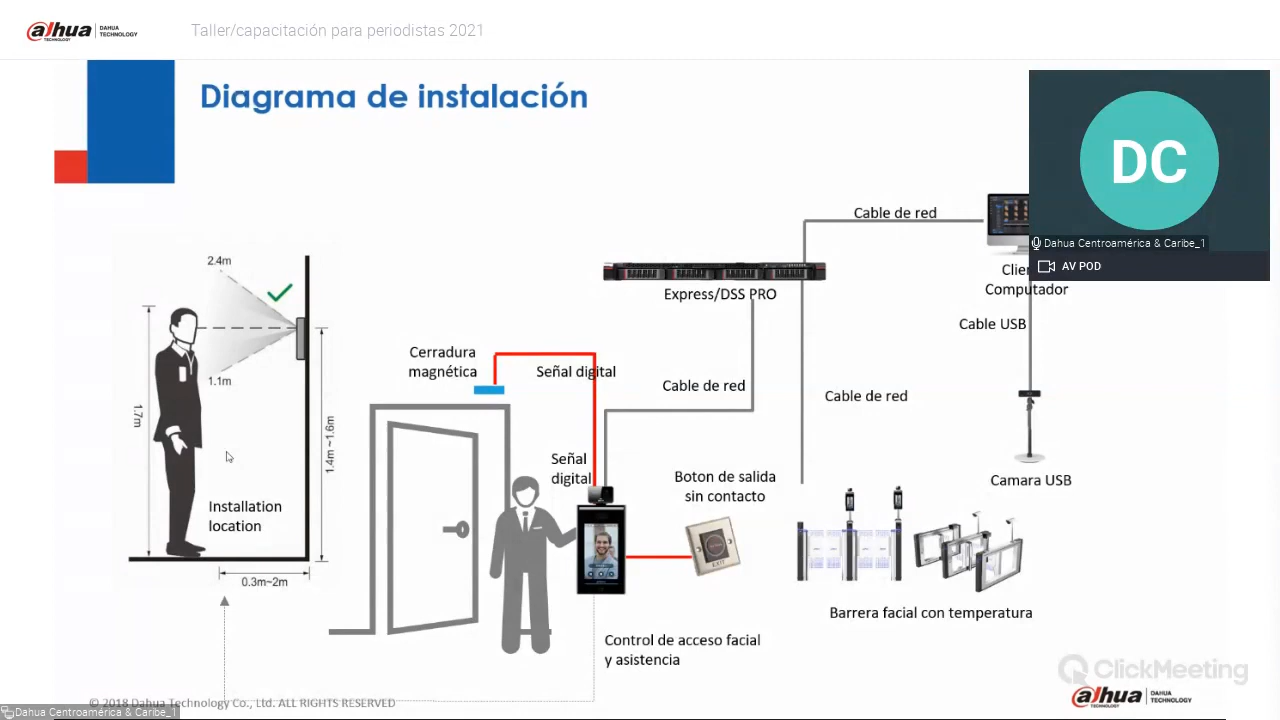 alhua
TECHNOLOGY
DAHUA
TECHNOLOGY
Taller/capacitación para periodistas 2021
Diagrama de instalación
DC
Dahua Centroamérica & Caribe_1
AV POD
Cable de red
Computador
Cable USB
Camara USB
Express/DSS PRO
Cable de red
Cable de red
2.4m
1.1m
1.7m
1.4m ~1.6m
0.3m~2m
Installation
location
Cerradura
magnética
Señal digital
Señal
digital
Boton de salida
sin contacto
EXIT
Barrera facial con temperatura
Control de acceso facial
y asistencia
ClickMeeting
alhua
TECHNOLOGY
DAHUA
TECHNOLOGY
© 2018 Dahua Technology Co., Ltd. ALL RIGHTS RESERVED
Dahua Centroamérica & Caribe_1